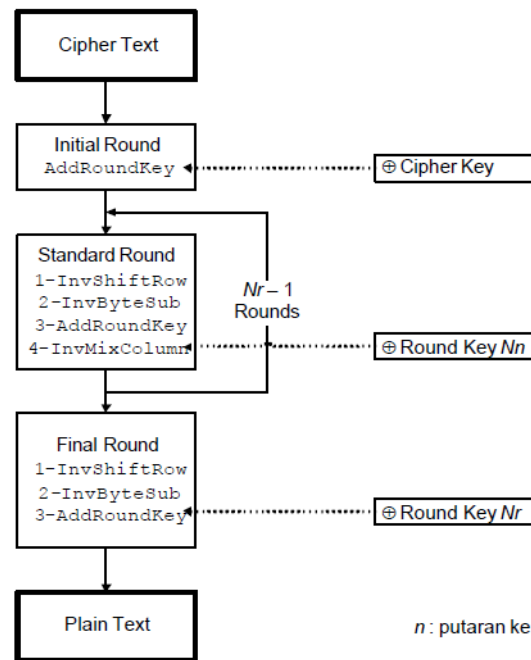 Cipher Text
Initial Round
AddRoundKey
⊕ Cipher Key
Standard Round
1-InvShiftRow
2-InvByteSub
3-AddRoundKey
4-InvMixColumn
Nr – 1
Rounds
⊕ Round Key Nn
Final Round
1-InvShiftRow
2-InvByteSub
3-AddRoundKey
⊕ Round Key Nr
Plain Text
n : putaran ke